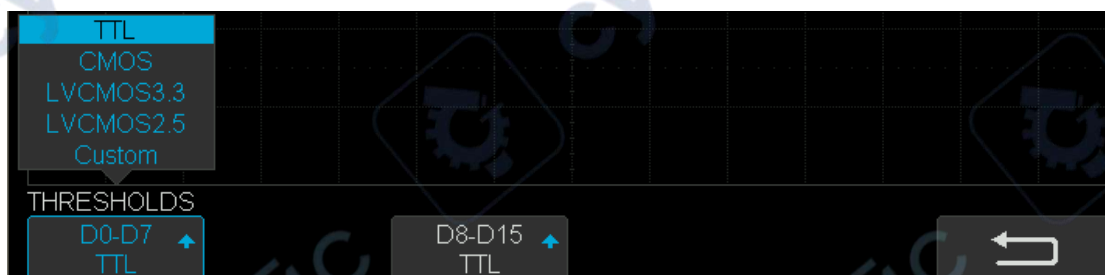 TTL
CMOS
LVCMOS3.3
LVCMOS2.5
Custom
THRESHOLDS
D0-D7
TTL
D8-D15
TTL